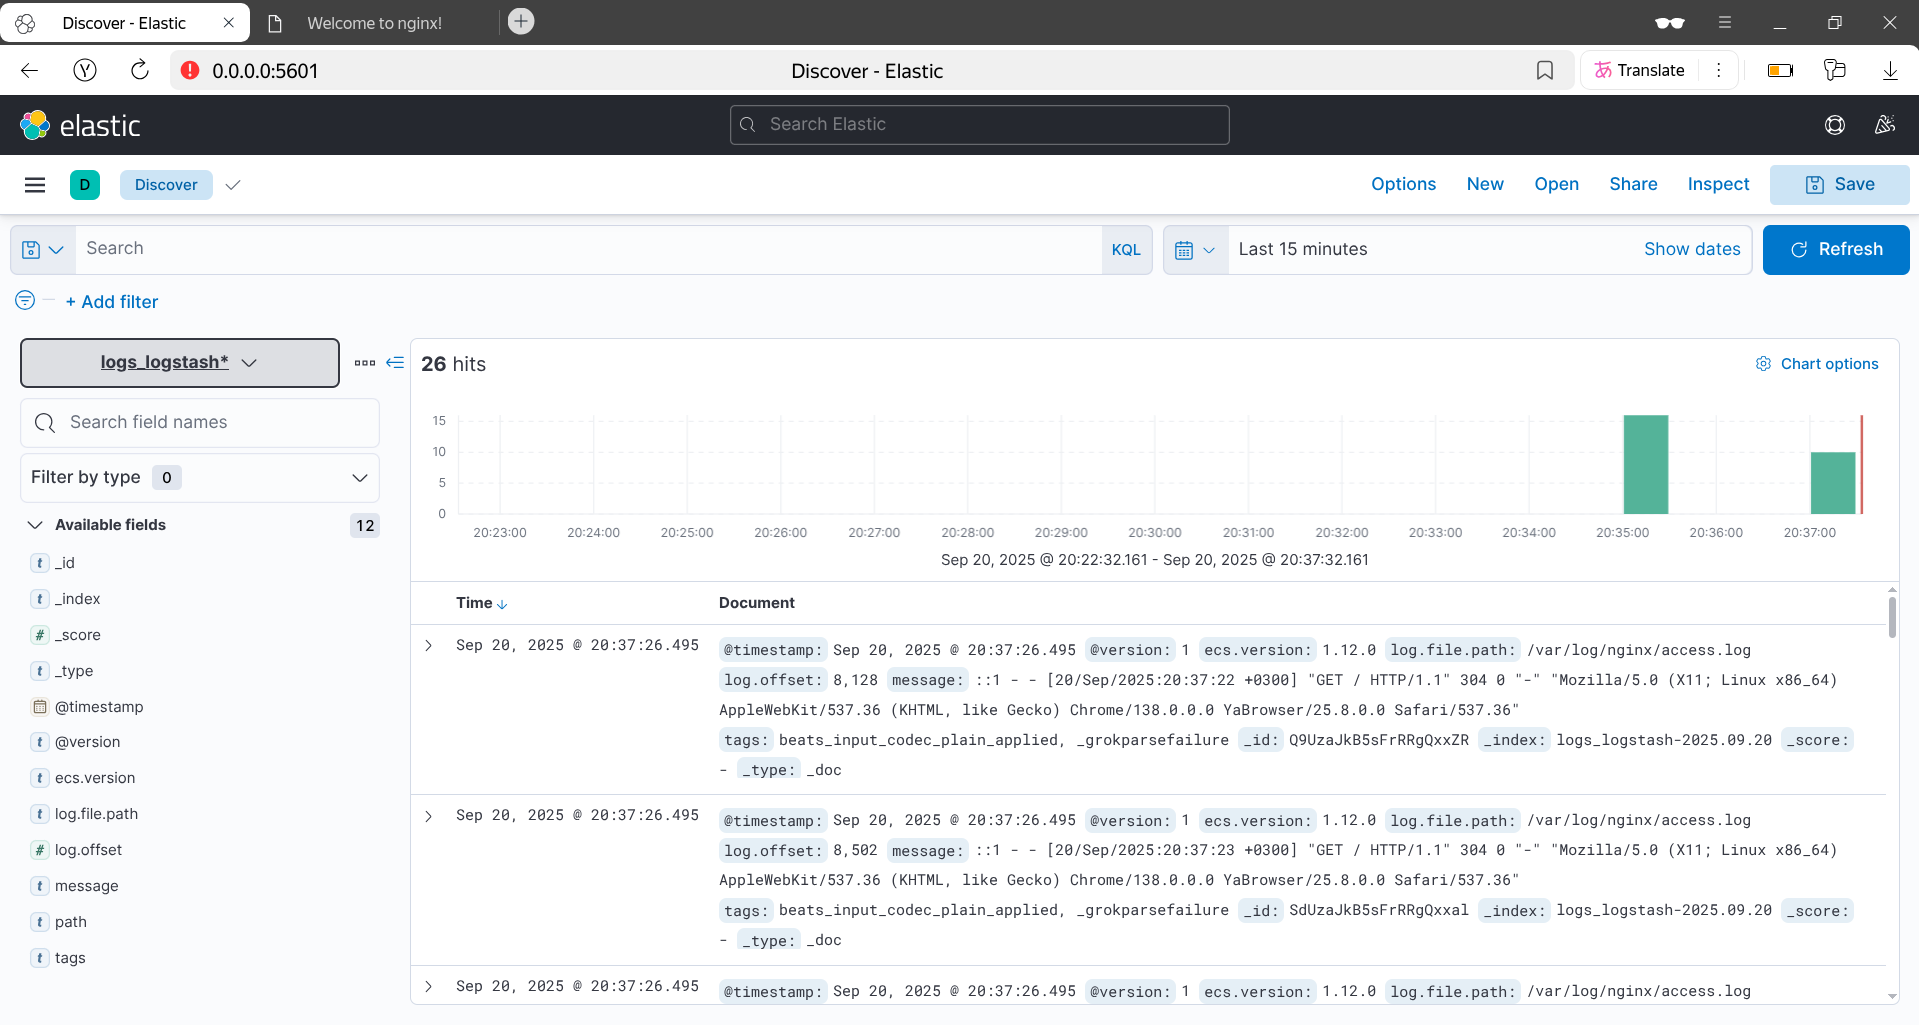 Discover - Elastic
Welcome to nginx!
0.0.0.0:5601
Discover - Elastic
Translate
elastic
Search Elastic
D
Discover
Options
New
Open
Share
Inspect
Save
Search
KQL
Last 15 minutes
Show dates
Refresh
+ Add filter
logs_logstash*
Search field names
Filter by type 0
Available fields 12
t _id
t _index
# _score
t _type
@timestamp
t @version
t ecs.version
t log.file.path
# log.offset
t message
t path
t tags
26 hits
Chart options
15
10
5
0
20:23:00 20:24:00 20:25:00 20:26:00 20:27:00 20:28:00 20:29:00 20:30:00 20:31:00 20:32:00 20:33:00 20:34:00 20:35:00 20:36:00 20:37:00
Sep 20, 2025 @ 20:22:32.161 - Sep 20, 2025 @ 20:37:32.161
Time Document
Sep 20, 2025 @ 20:37:26.495
@timestamp: Sep 20, 2025 @ 20:37:26.495 @version: 1 ecs.version: 1.12.0 log.file.path: /var/log/nginx/access.log
log.offset: 8,128 message: ::1 - - [20/Sep/2025:20:37:22 +0300] "GET / HTTP/1.1" 304 0 "-" "Mozilla/5.0 (X11; Linux x86_64)
AppleWebKit/537.36 (KHTML, like Gecko) Chrome/138.0.0.0 YaBrowser/25.8.0.0 Safari/537.36"
tags: beats_input_codec_plain_applied, _grokparsefailure _id: Q9UzaJkB5sFrRRgQxxZR _index: logs_logstash-2025.09.20 _score:
- _type: _doc
Sep 20, 2025 @ 20:37:26.495
@timestamp: Sep 20, 2025 @ 20:37:26.495 @version: 1 ecs.version: 1.12.0 log.file.path: /var/log/nginx/access.log
log.offset: 8,502 message: ::1 - - [20/Sep/2025:20:37:23 +0300] "GET / HTTP/1.1" 304 0 "-" "Mozilla/5.0 (X11; Linux x86_64)
AppleWebKit/537.36 (KHTML, like Gecko) Chrome/138.0.0.0 YaBrowser/25.8.0.0 Safari/537.36"
tags: beats_input_codec_plain_applied, _grokparsefailure _id: SdUzaJkB5sFrRRgQxxal _index: logs_logstash-2025.09.20 _score:
- _type: _doc
Sep 20, 2025 @ 20:37:26.495
@timestamp: Sep 20, 2025 @ 20:37:26.495 @version: 1 ecs.version: 1.12.0 log.file.path: /var/log/nginx/access.log